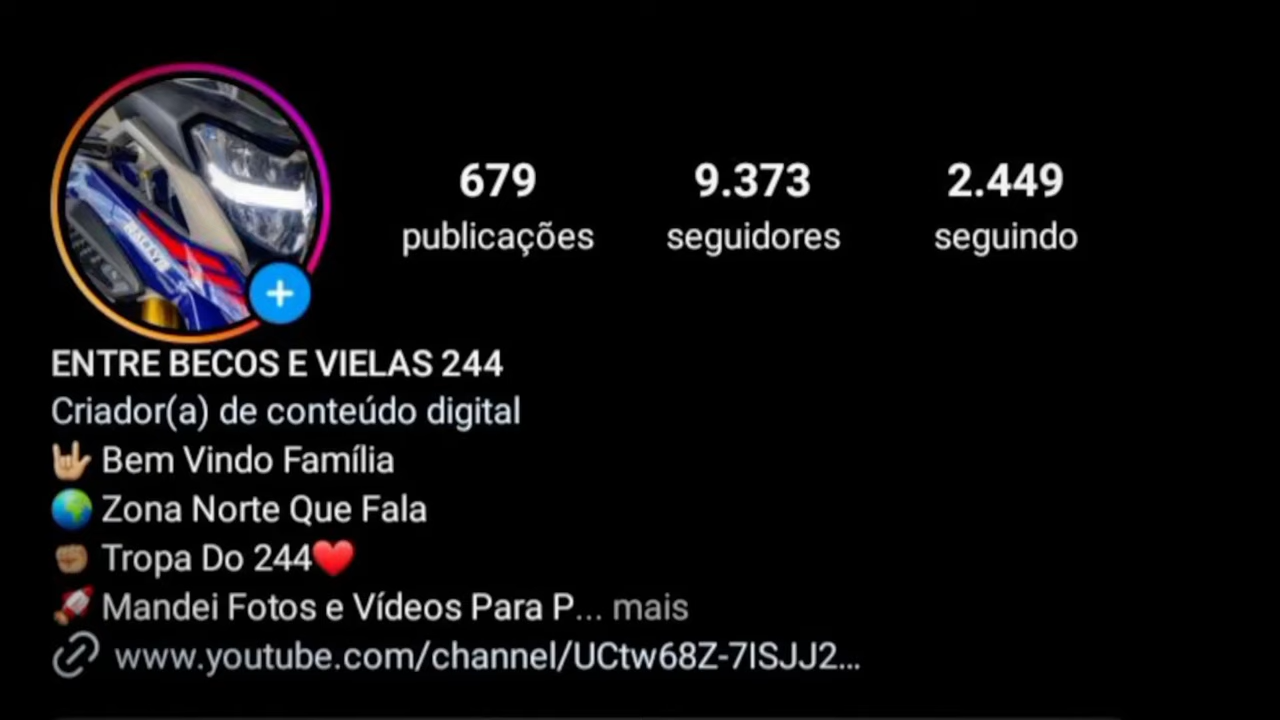 RALLYE
679
publicações
9.373
seguidores
2.449
seguindo
ENTRE BECOS E VIELAS 244
Criador(a) de conteúdo digital
🤟🏼 Bem Vindo Família
🌍 Zona Norte Que Fala
✊🏽 Tropa Do 244❤️
🚀 Mandei Fotos e Vídeos Para P... mais
www.youtube.com/channel/UCtw68Z-7ISJJ2...